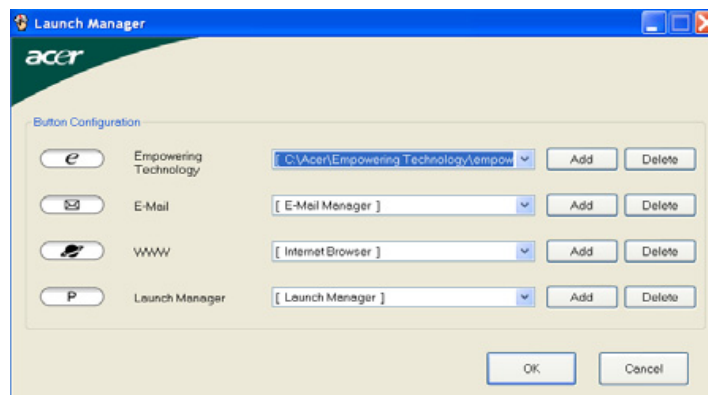 Launch Manager
acer
Button Configuration
e Empowering Technology [ C:\Acer\Empowering Technology\empow Add Delete
E-Mail [ E-Mail Manager ] Add Delete
WWW [ Internet Browser ] Add Delete
P Launch Manager [ Launch Manager ] Add Delete
OK Cancel